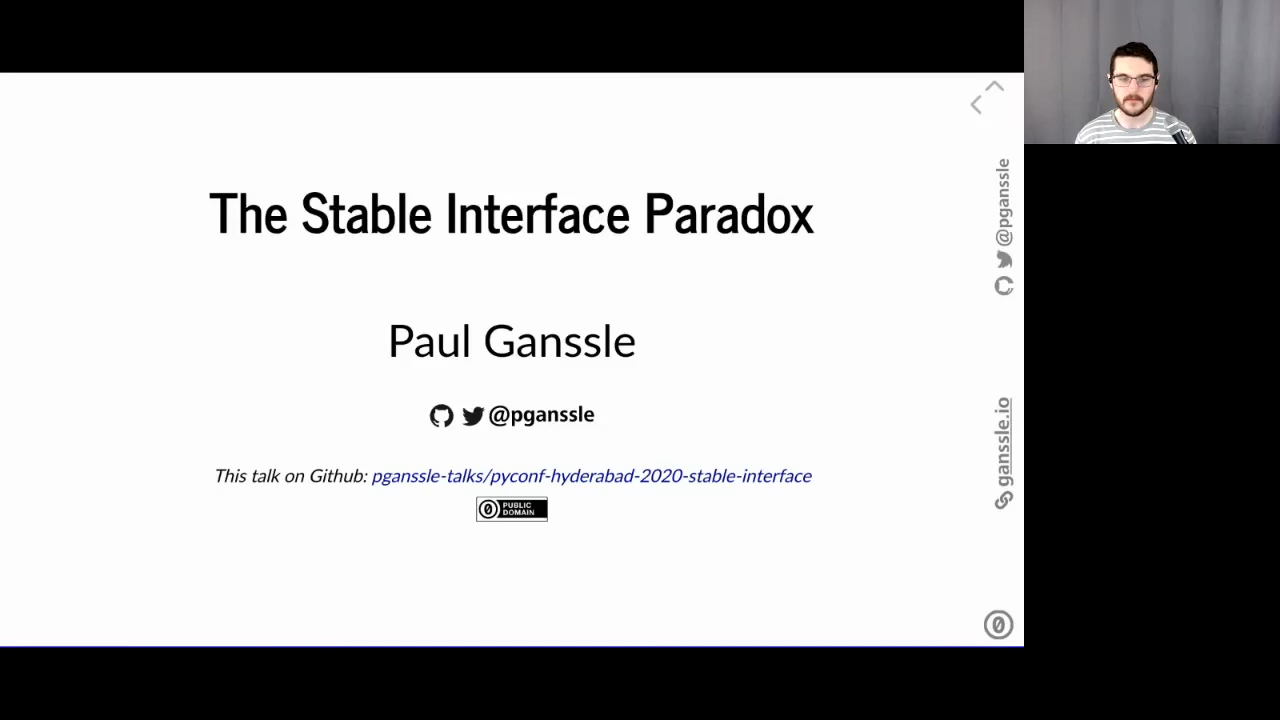 The Stable Interface Paradox
Paul Ganssle
@pganssle
This talk on Github: pganssle-talks/pyconf-hyderabad-2020-stable-interface
PUBLIC
DOMAIN
@pganssle
ganssle.io